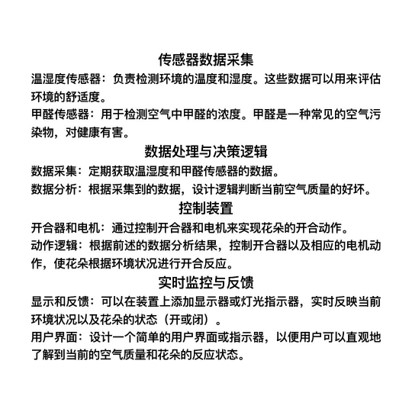 传感器数据采集
温湿度传感器：负责检测环境的温度和湿度。这些数据可以用来评估
环境的舒适度。
甲醛传感器：用于检测空气中甲醛的浓度。甲醛是一种常见的空气污
染物，对健康有害。
数据处理与决策逻辑
数据采集：定期获取温湿度和甲醛传感器的数据。
数据分析：根据采集到的数据，设计逻辑判断当前空气质量的好坏。
控制装置
开合器和电机：通过控制开合器和电机来实现花朵的开合动作。
动作逻辑：根据前述的数据分析结果，控制开合器以及相应的电机动
作，使花朵根据环境状况进行开合反应。
实时监控与反馈
显示和反馈：可以在装置上添加显示器或灯光指示器，实时反映当前
环境状况以及花朵的状态（开或闭）。
用户界面：设计一个简单的用户界面或指示器，以便用户可以直观地
了解到当前的空气质量和花朵的反应状态。